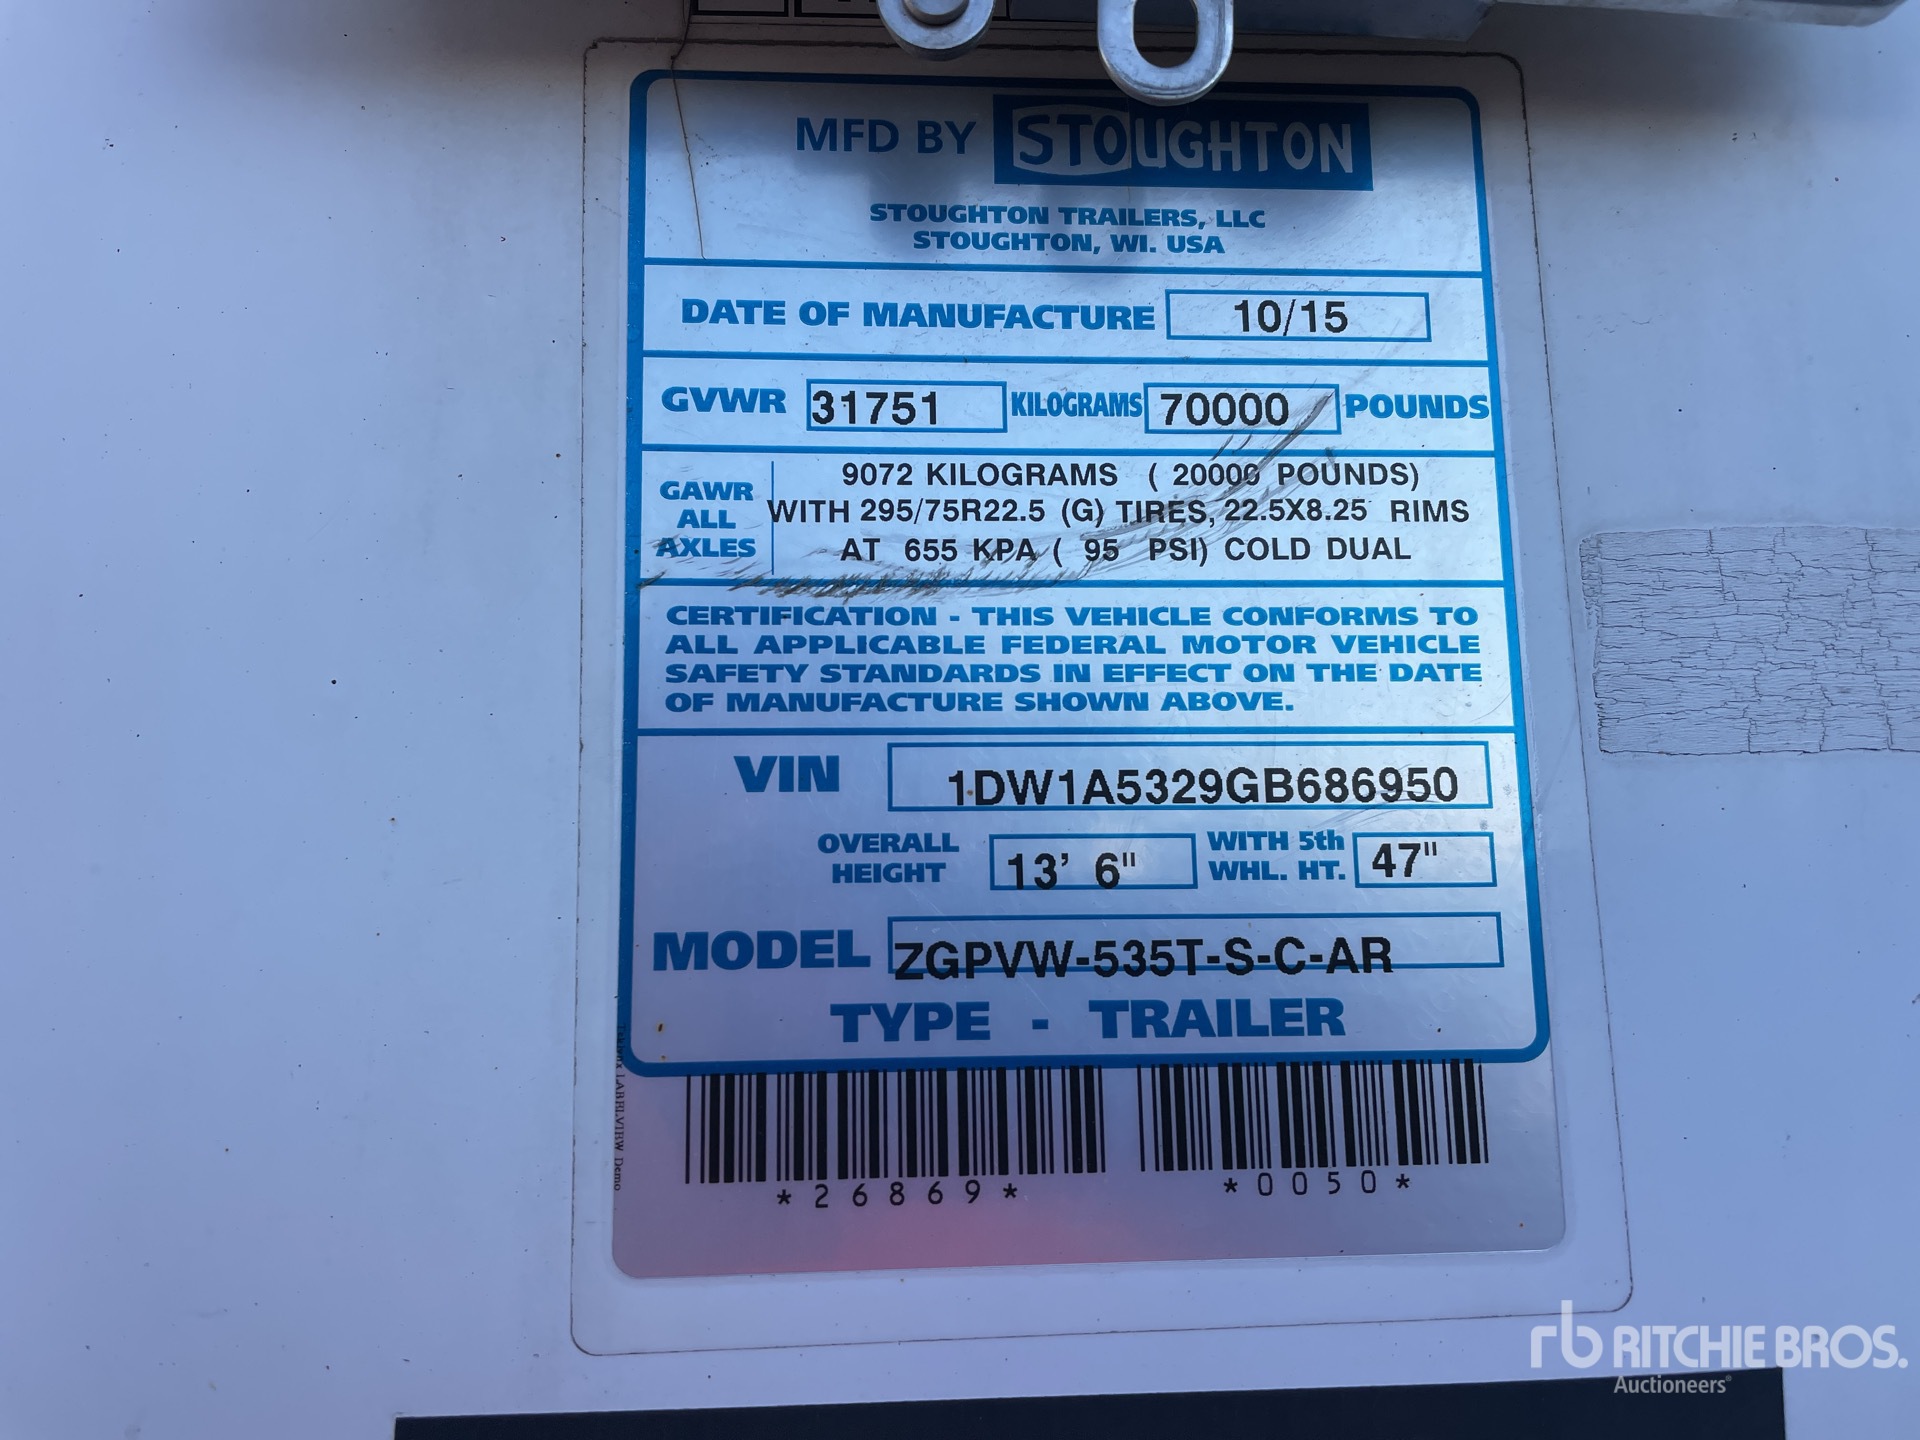 MFD BY STOUGHTON
STOUGHTON TRAILERS, LLC
STOUGHTON, WI. USA
DATE OF MANUFACTURE 10/15
GVWR 31751 KILOGRAMS 70000 POUNDS
GAWR ALL AXLES
9072 KILOGRAMS ( 20000 POUNDS)
WITH 295/75R22.5 (G) TIRES, 22.5X8.25 RIMS
AT 655 KPA ( 95 PSI) COLD DUAL
CERTIFICATION - THIS VEHICLE CONFORMS TO
ALL APPLICABLE FEDERAL MOTOR VEHICLE
SAFETY STANDARDS IN EFFECT ON THE DATE
OF MANUFACTURE SHOWN ABOVE.
VIN 1DW1A5329GB686950
OVERALL HEIGHT 13' 6" WITH 5th WHL. HT. 47"
MODEL ZGPVW-535T-S-C-AR
TYPE - TRAILER
*26869* *0050*
LABELVIEW Demo
rb RITCHIE BROS.
Auctioneers®